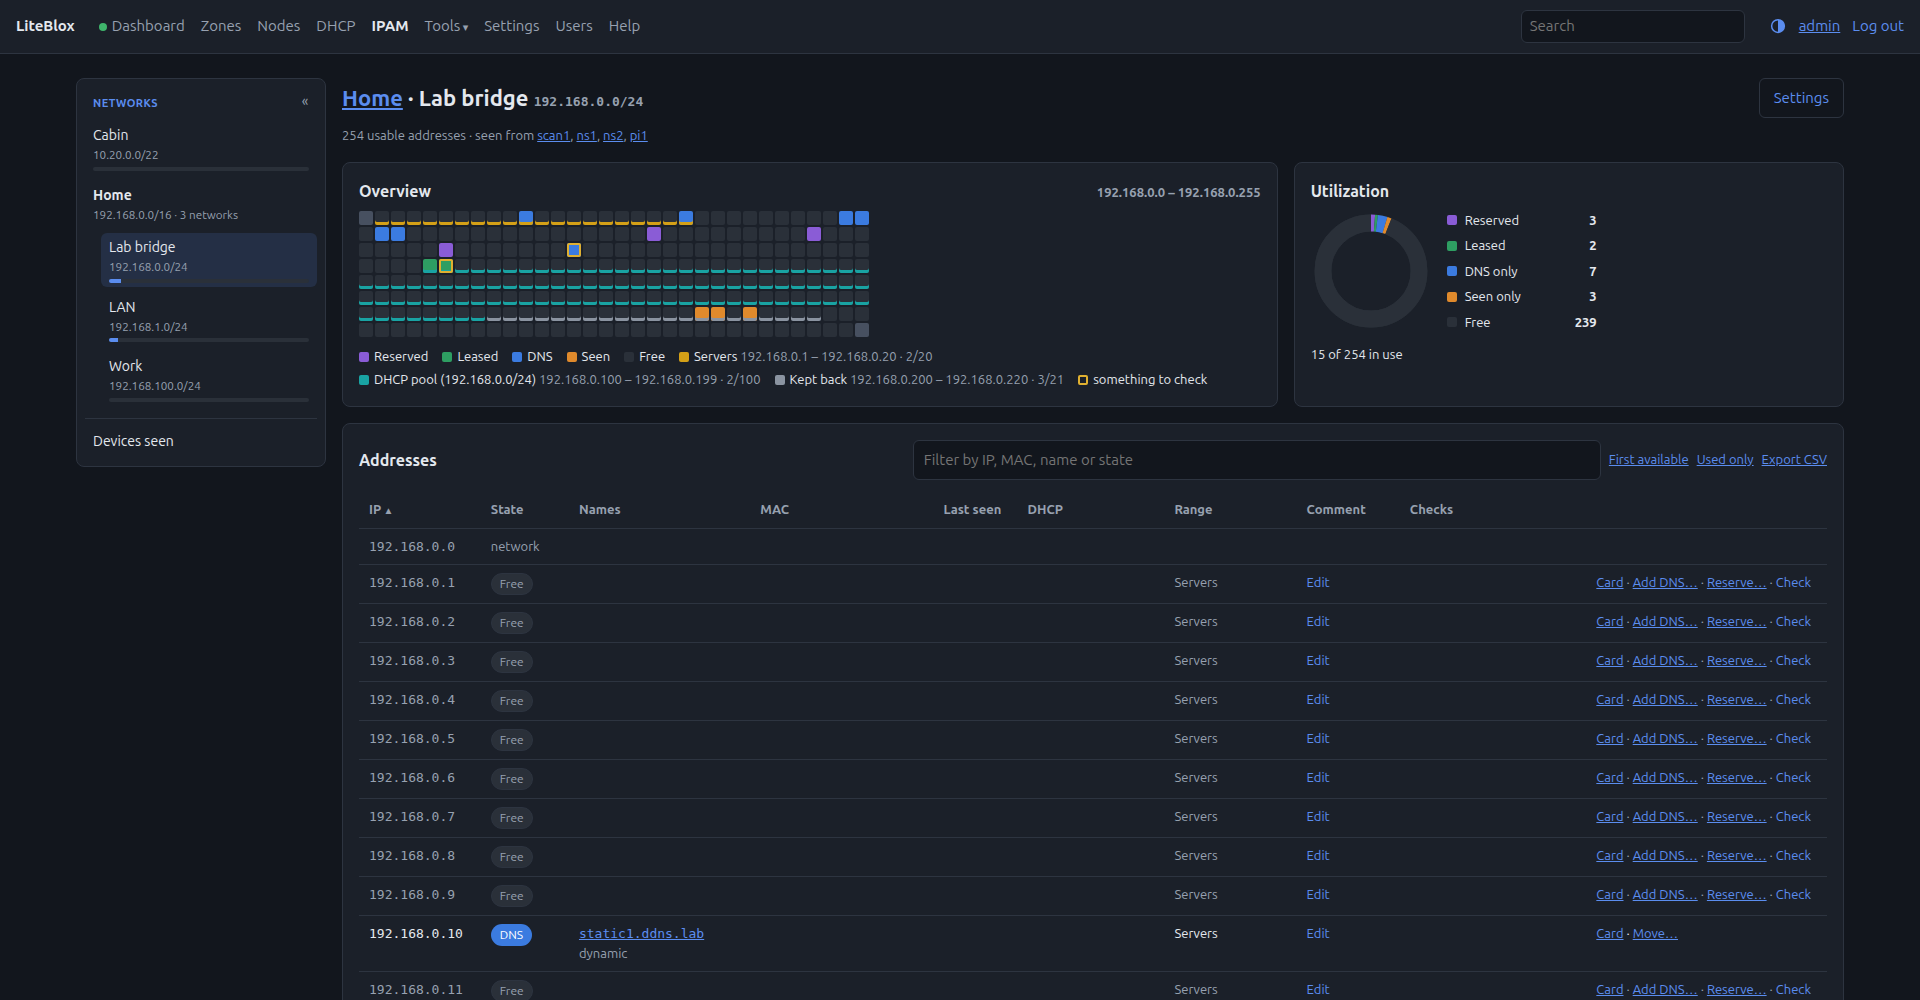 LiteBlox Dashboard Zones Nodes DHCP IPAM Tools ▾ Settings Users Help Search admin Log out
NETWORKS «
Cabin
10.20.0.0/22
Home
192.168.0.0/16 · 3 networks
Lab bridge
192.168.0.0/24
LAN
192.168.1.0/24
Work
192.168.100.0/24
Devices seen
Home · Lab bridge 192.168.0.0/24
Settings
254 usable addresses · seen from scan1, ns1, ns2, pi1
Overview 192.168.0.0 – 192.168.0.255
Reserved Leased DNS Seen Free Servers 192.168.0.1 – 192.168.0.20 · 2/20
DHCP pool (192.168.0.0/24) 192.168.0.100 – 192.168.0.199 · 2/100 Kept back 192.168.0.200 – 192.168.0.220 · 3/21 something to check
Utilization
Reserved 3
Leased 2
DNS only 7
Seen only 3
Free 239
15 of 254 in use
Addresses Filter by IP, MAC, name or state First available Used only Export CSV
IP ▲ State Names MAC Last seen DHCP Range Comment Checks
192.168.0.0 network
192.168.0.1 Free Servers Edit Card · Add DNS… · Reserve… · Check
192.168.0.2 Free Servers Edit Card · Add DNS… · Reserve… · Check
192.168.0.3 Free Servers Edit Card · Add DNS… · Reserve… · Check
192.168.0.4 Free Servers Edit Card · Add DNS… · Reserve… · Check
192.168.0.5 Free Servers Edit Card · Add DNS… · Reserve… · Check
192.168.0.6 Free Servers Edit Card · Add DNS… · Reserve… · Check
192.168.0.7 Free Servers Edit Card · Add DNS… · Reserve… · Check
192.168.0.8 Free Servers Edit Card · Add DNS… · Reserve… · Check
192.168.0.9 Free Servers Edit Card · Add DNS… · Reserve… · Check
192.168.0.10 DNS static1.ddns.lab Servers Edit Card · Move…
dynamic
192.168.0.11 Free Servers Edit Card · Add DNS… · Reserve… · Check